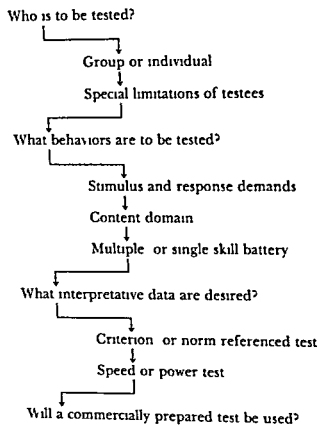 Who is to be tested?
Group or individual
Special limitations of testees
What behaviors are to be tested?
Stimulus and response demands
Content domain
Multiple or single skill battery
What interpretative data are desired?
Criterion or norm referenced test
Speed or power test
Will a commercially prepared test be used?